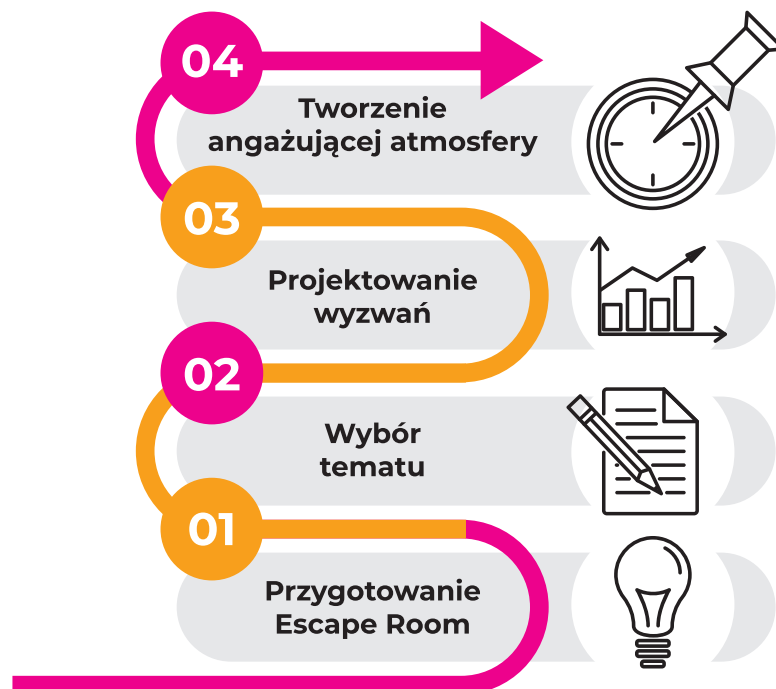 04
Tworzenie
angażującej atmosfery
03
Projektowanie
wyzwań
02
Wybór
tematu
01
Przygotowanie
Escape Room